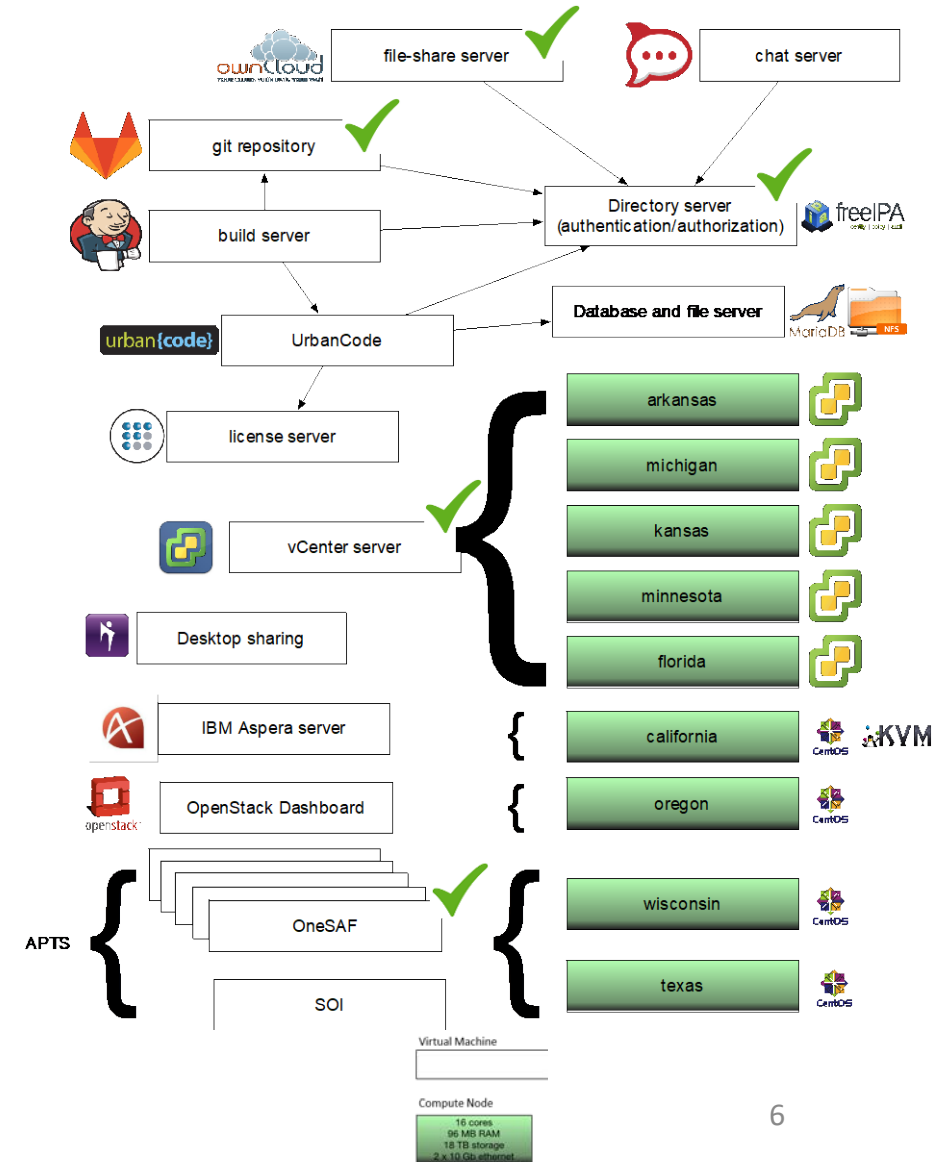 ownCloud
file-share server
chat server
git repository
Directory server
(authentication/authorization)
freeIPA
build server
Database and file server
MariaDB
NFS
urban{code}
UrbanCode
license server
arkansas
michigan
kansas
vCenter server
minnesota
Desktop sharing
florida
IBM Aspera server
california
CentOS
KVM
openstack
OpenStack Dashboard
oregon
CentOS
APTS
OneSAF
wisconsin
CentOS
SOI
texas
CentOS
Virtual Machine
Compute Node
16 cores
96 MB RAM
18 TB storage
2 x 10 Gb ethernet
6